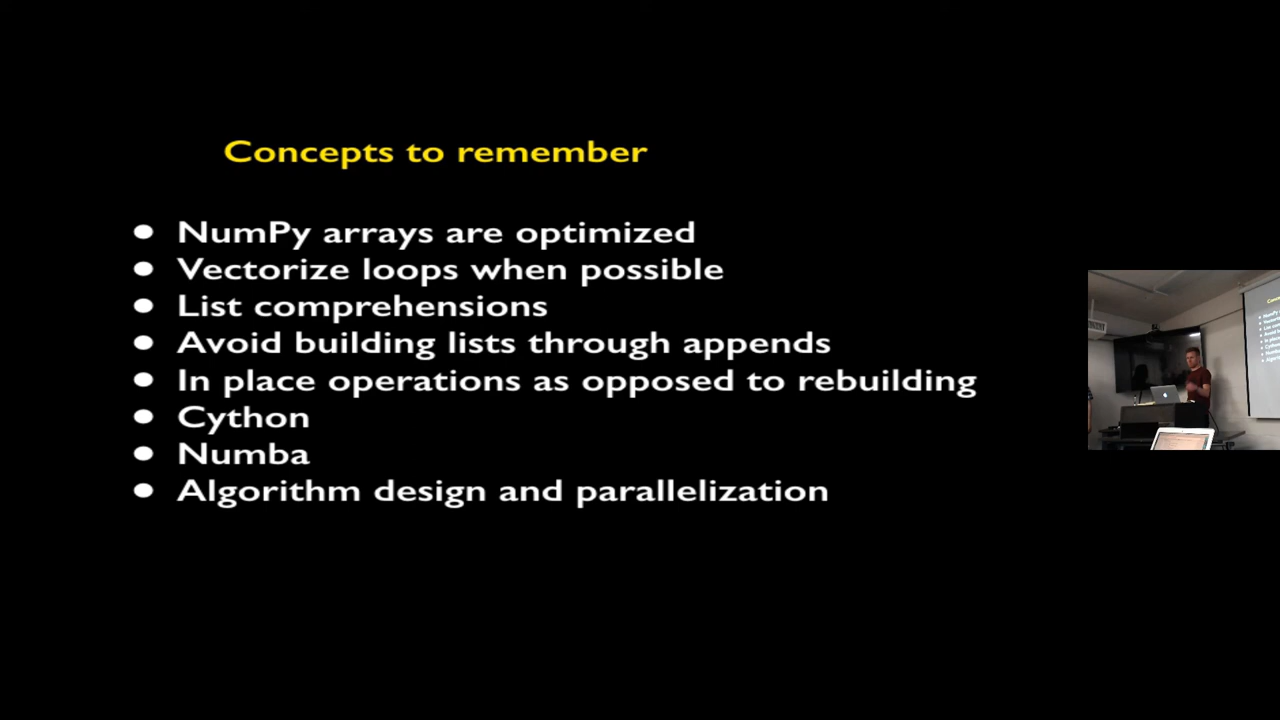 Concepts to remember
● NumPy arrays are optimized
● Vectorize loops when possible
● List comprehensions
● Avoid building lists through appends
● In place operations as opposed to rebuilding
● Cython
● Numba
● Algorithm design and parallelization